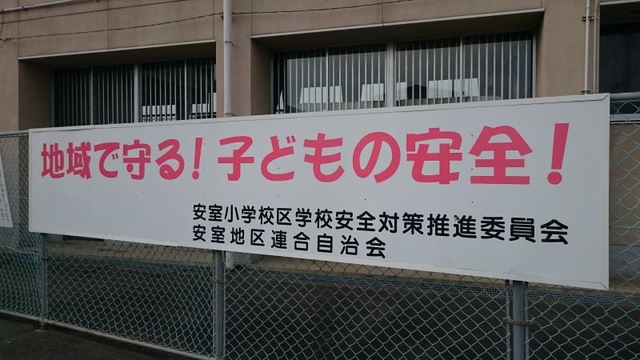 地域で守る!子どもの安全!
安室小学校区学校安全対策推進委員会
安室地区連合自治会